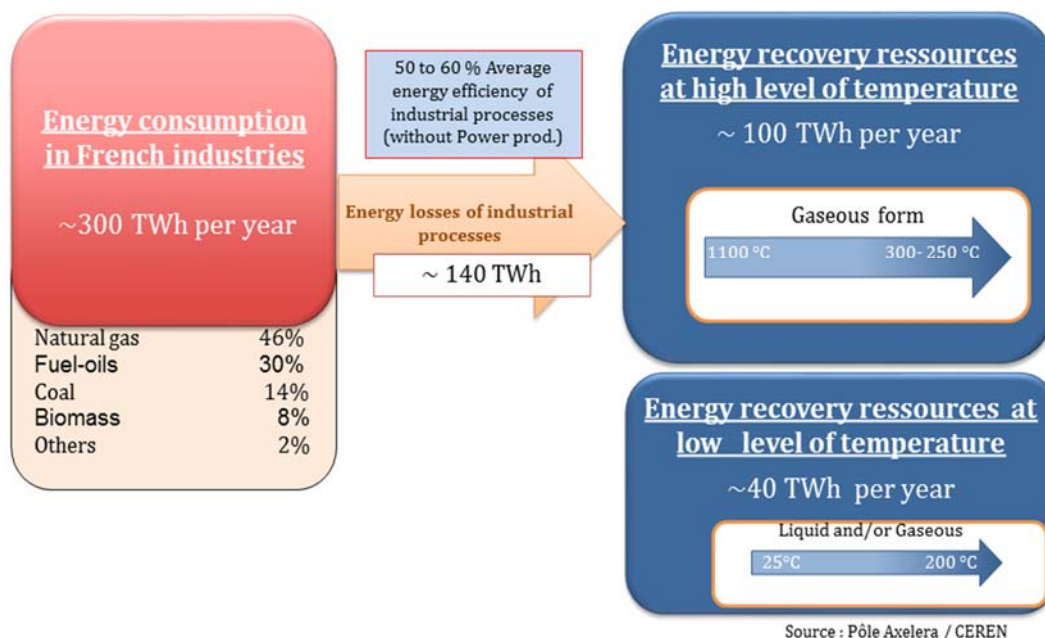 Energy consumption
in French industries
~300 TWh per year
Natural gas 46%
Fuel-oils 30%
Coal 14%
Biomass 8%
Others 2%
50 to 60 % Average
energy efficiency of
industrial processes
(without Power prod.)
Energy losses of industrial
processes
~ 140 TWh
Energy recovery ressources
at high level of temperature
~ 100 TWh per year
Gaseous form
1100 °C 300- 250 °C
Energy recovery ressources at
low level of temperature
~40 TWh per year
Liquid and/or Gaseous
25°C 200 °C
Source : Pôle Axelera / CEREN